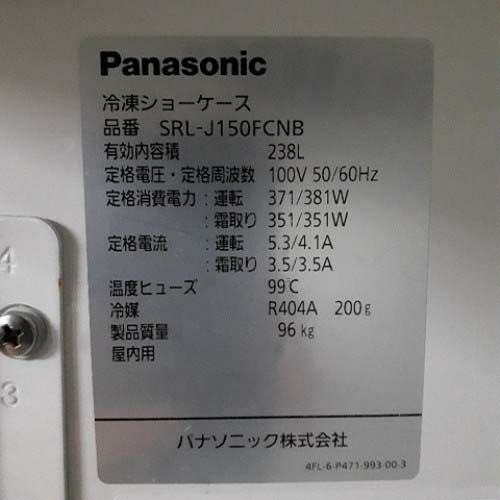 Panasonic
冷凍ショーケース
品番 SRL-J150FCNB
有効内容積 238L
定格電圧・定格周波数 100V 50/60Hz
定格消費電力:運転 371/381W
:霜取り 351/351W
定格電流 :運転 5.3/4.1A
:霜取り 3.5/3.5A
温度ヒューズ 99℃
冷媒 R404A 200g
製品質量 96kg
屋内用
パナソニック株式会社
4FL-6-P471-993 00 3
4
3